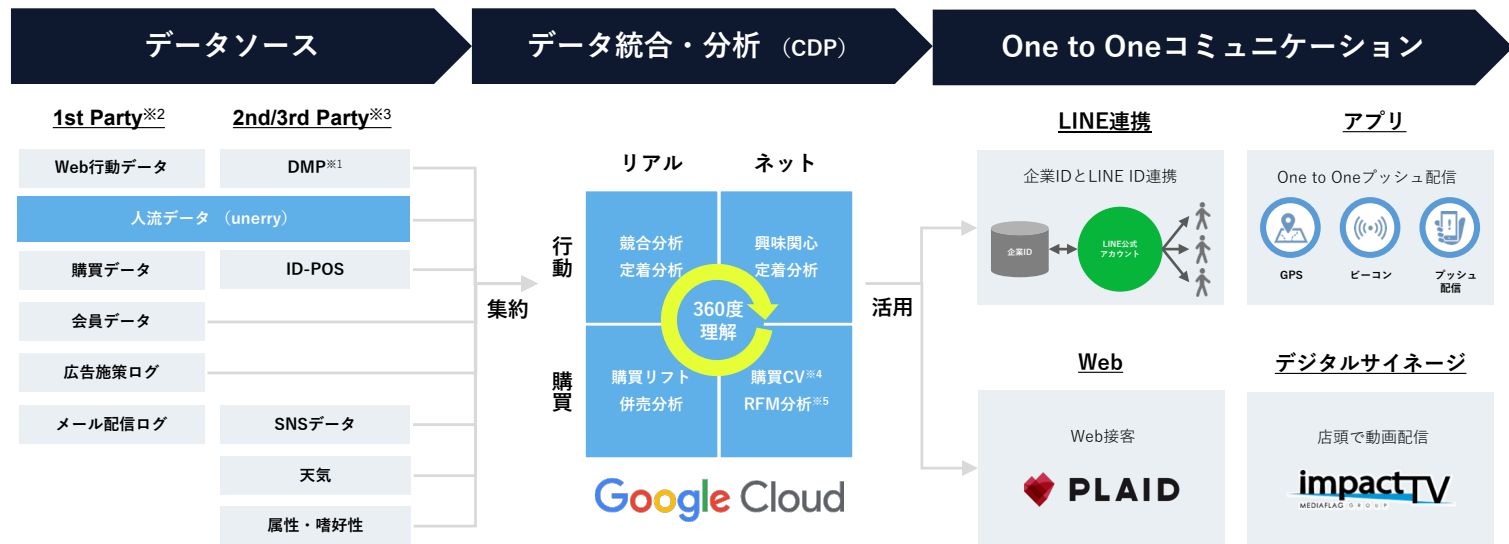 データソース
データ統合・分析 （CDP）
One to Oneコミュニケーション
1st Party※2
2nd/3rd Party※3
Web行動データ
DMP※1
人流データ（unerry）
購買データ
ID-POS
会員データ
広告施策ログ
メール配信ログ
SNSデータ
天気
属性・嗜好性
集約
リアル
ネット
行動
購買
競合分析
定着分析
興味関心
定着分析
360度
理解
購買リフト
併売分析
購買CV※4
RFM分析※5
Google Cloud
活用
LINE連携
企業IDとLINE ID連携
企業ID
LINE公式
アカウント
アプリ
One to Oneプッシュ配信
GPS
ビーコン
プッシュ
配信
Web
Web接客
PLAID
デジタルサイネージ
店頭で動画配信
impactTV
MEDIAFLAG GROUP